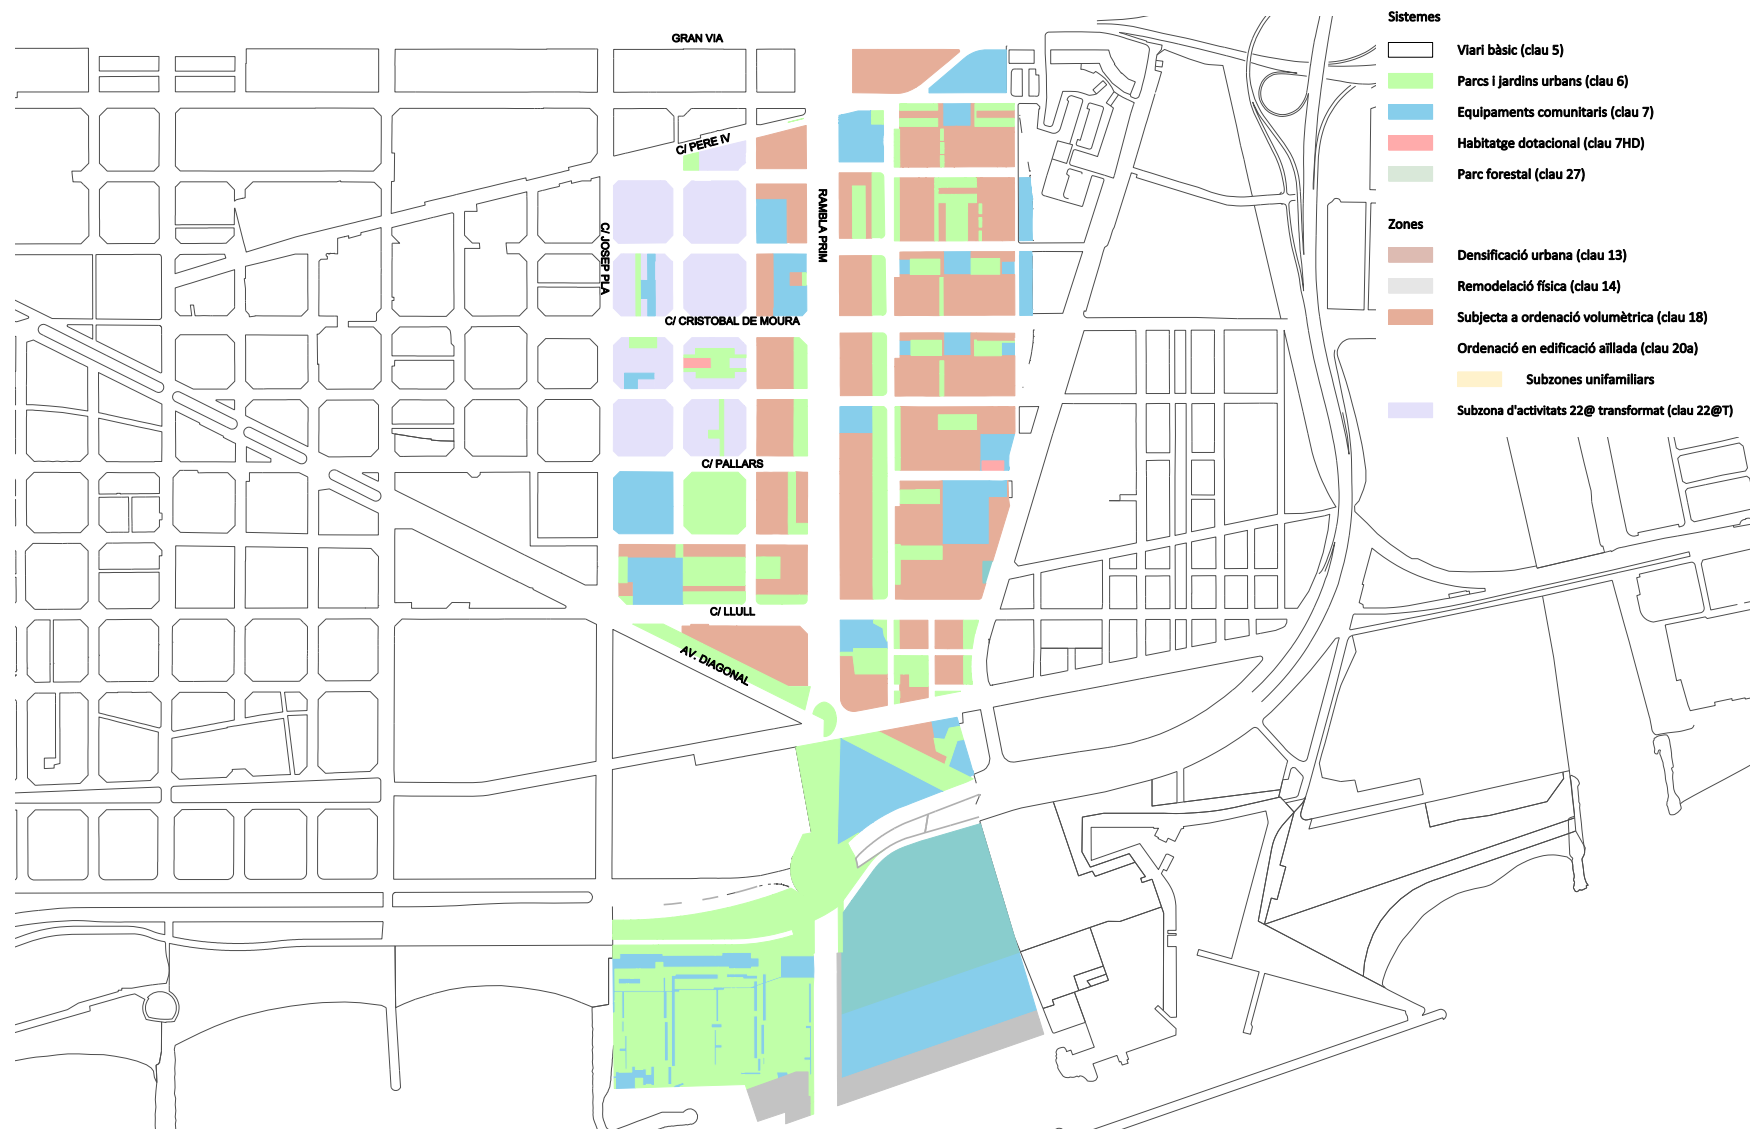 GRAN VIA
C/ PERE IV
RAMBLA PRIM
C/ JOSEP PLA
C/ CRISTOBAL DE MOURA
C/ PALLARS
C/ LLULL
AV. DIAGONAL
Sistemes
Viari bàsic (clau 5)
Parcs i jardins urbans (clau 6)
Equipaments comunitaris (clau 7)
Habitatge dotacional (clau 7HD)
Parc forestal (clau 27)
Zones
Densificació urbana (clau 13)
Remodelació física (clau 14)
Subjecta a ordenació volumètrica (clau 18)
Ordenació en edificació aïllada (clau 20a)
Subzones unifamiliars
Subzona d'activitats 22@ transformat (clau 22@T)